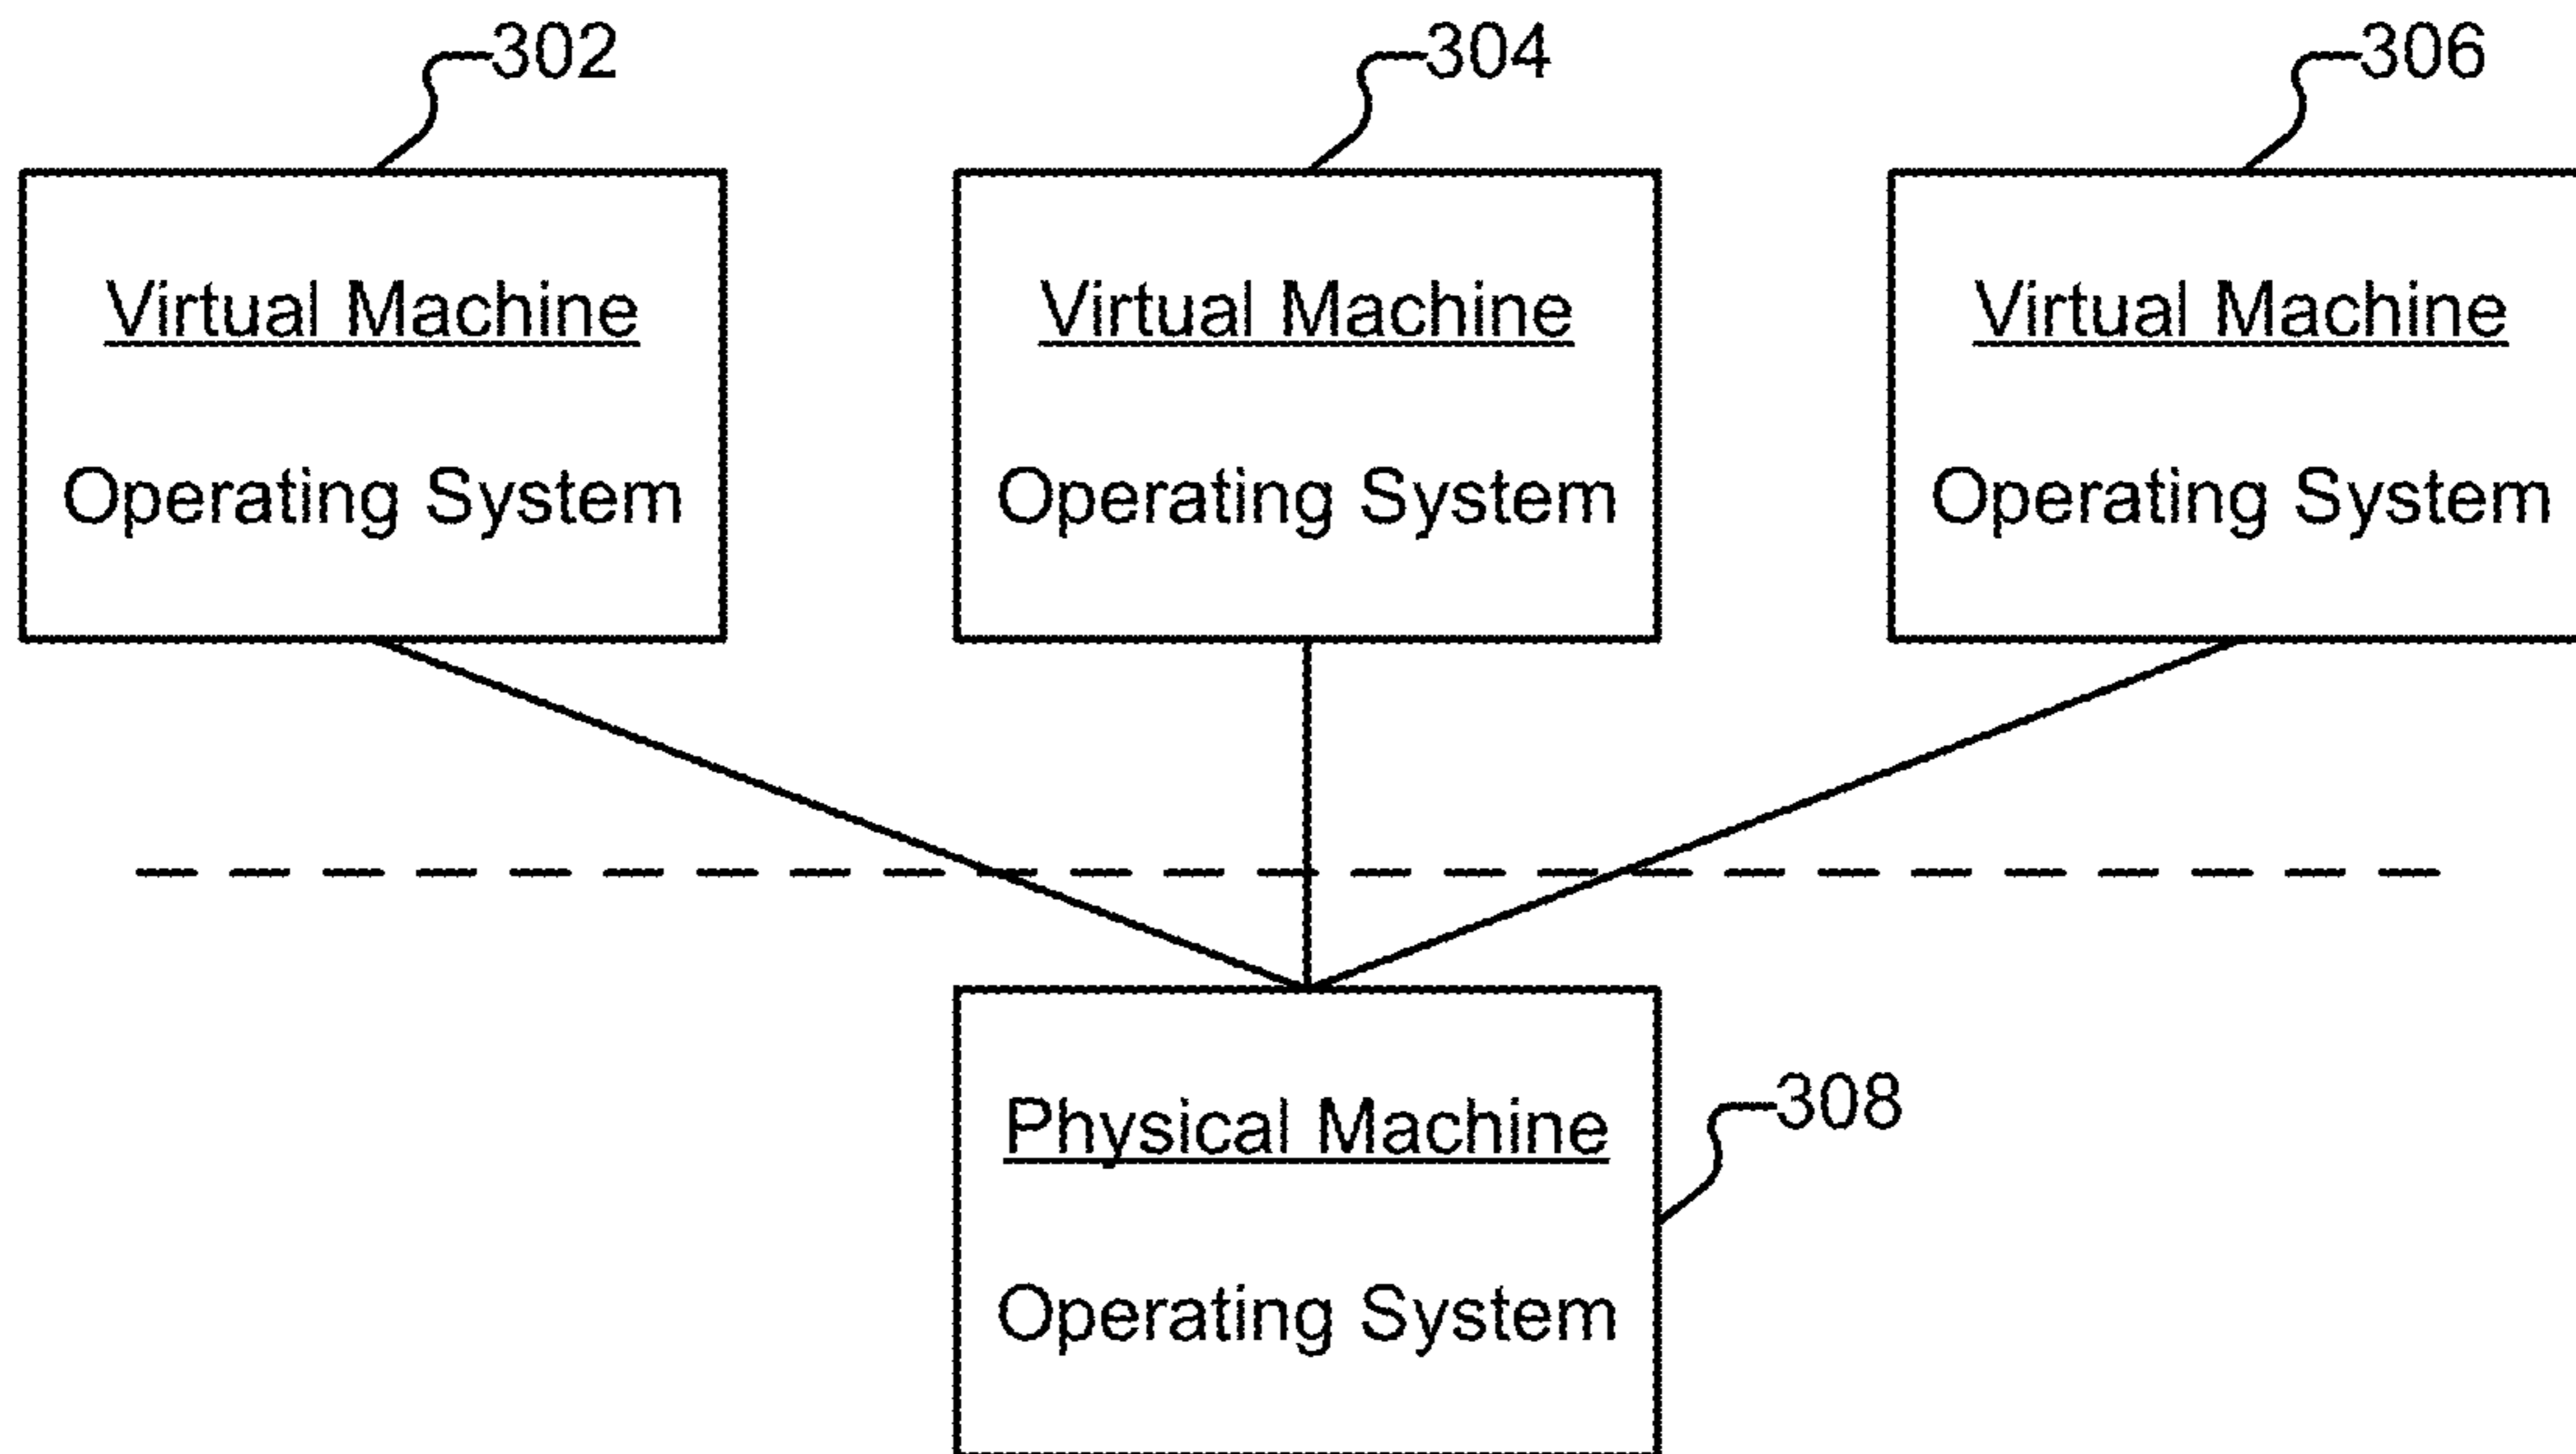 302
304
306
Virtual Machine
Operating System
Virtual Machine
Operating System
Virtual Machine
Operating System
Physical Machine
Operating System
308